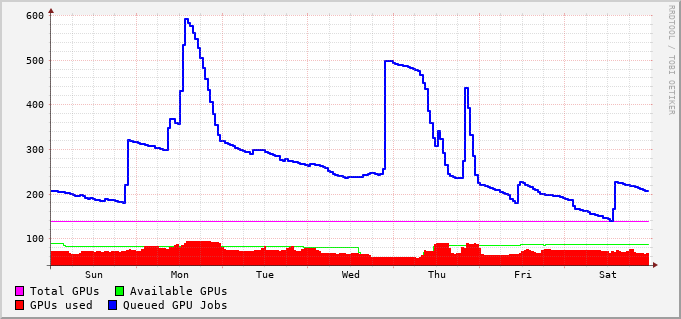 600
500
400
300
200
100
Sun Mon Tue Wed Thu Fri Sat
Total GPUs Available GPUs
GPUs used Queued GPU Jobs
RRDTOOL / TOBI OETIKER